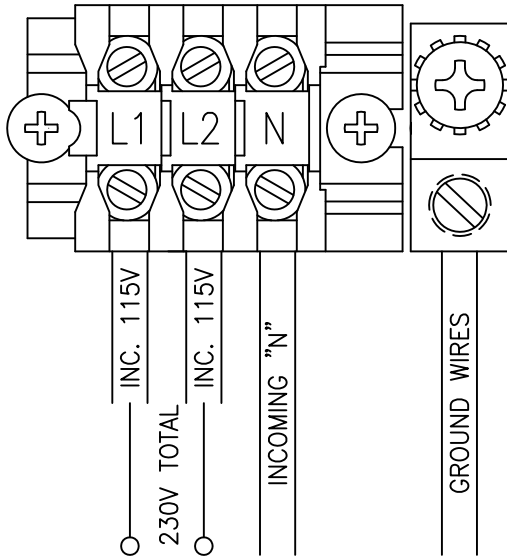 L1 L2 N
INC. 115V
230V TOTAL
INC. 115V
INCOMING "N"
GROUND WIRES